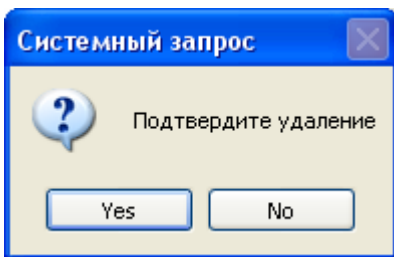 Системный запрос
Подтвердите удаление
Yes No